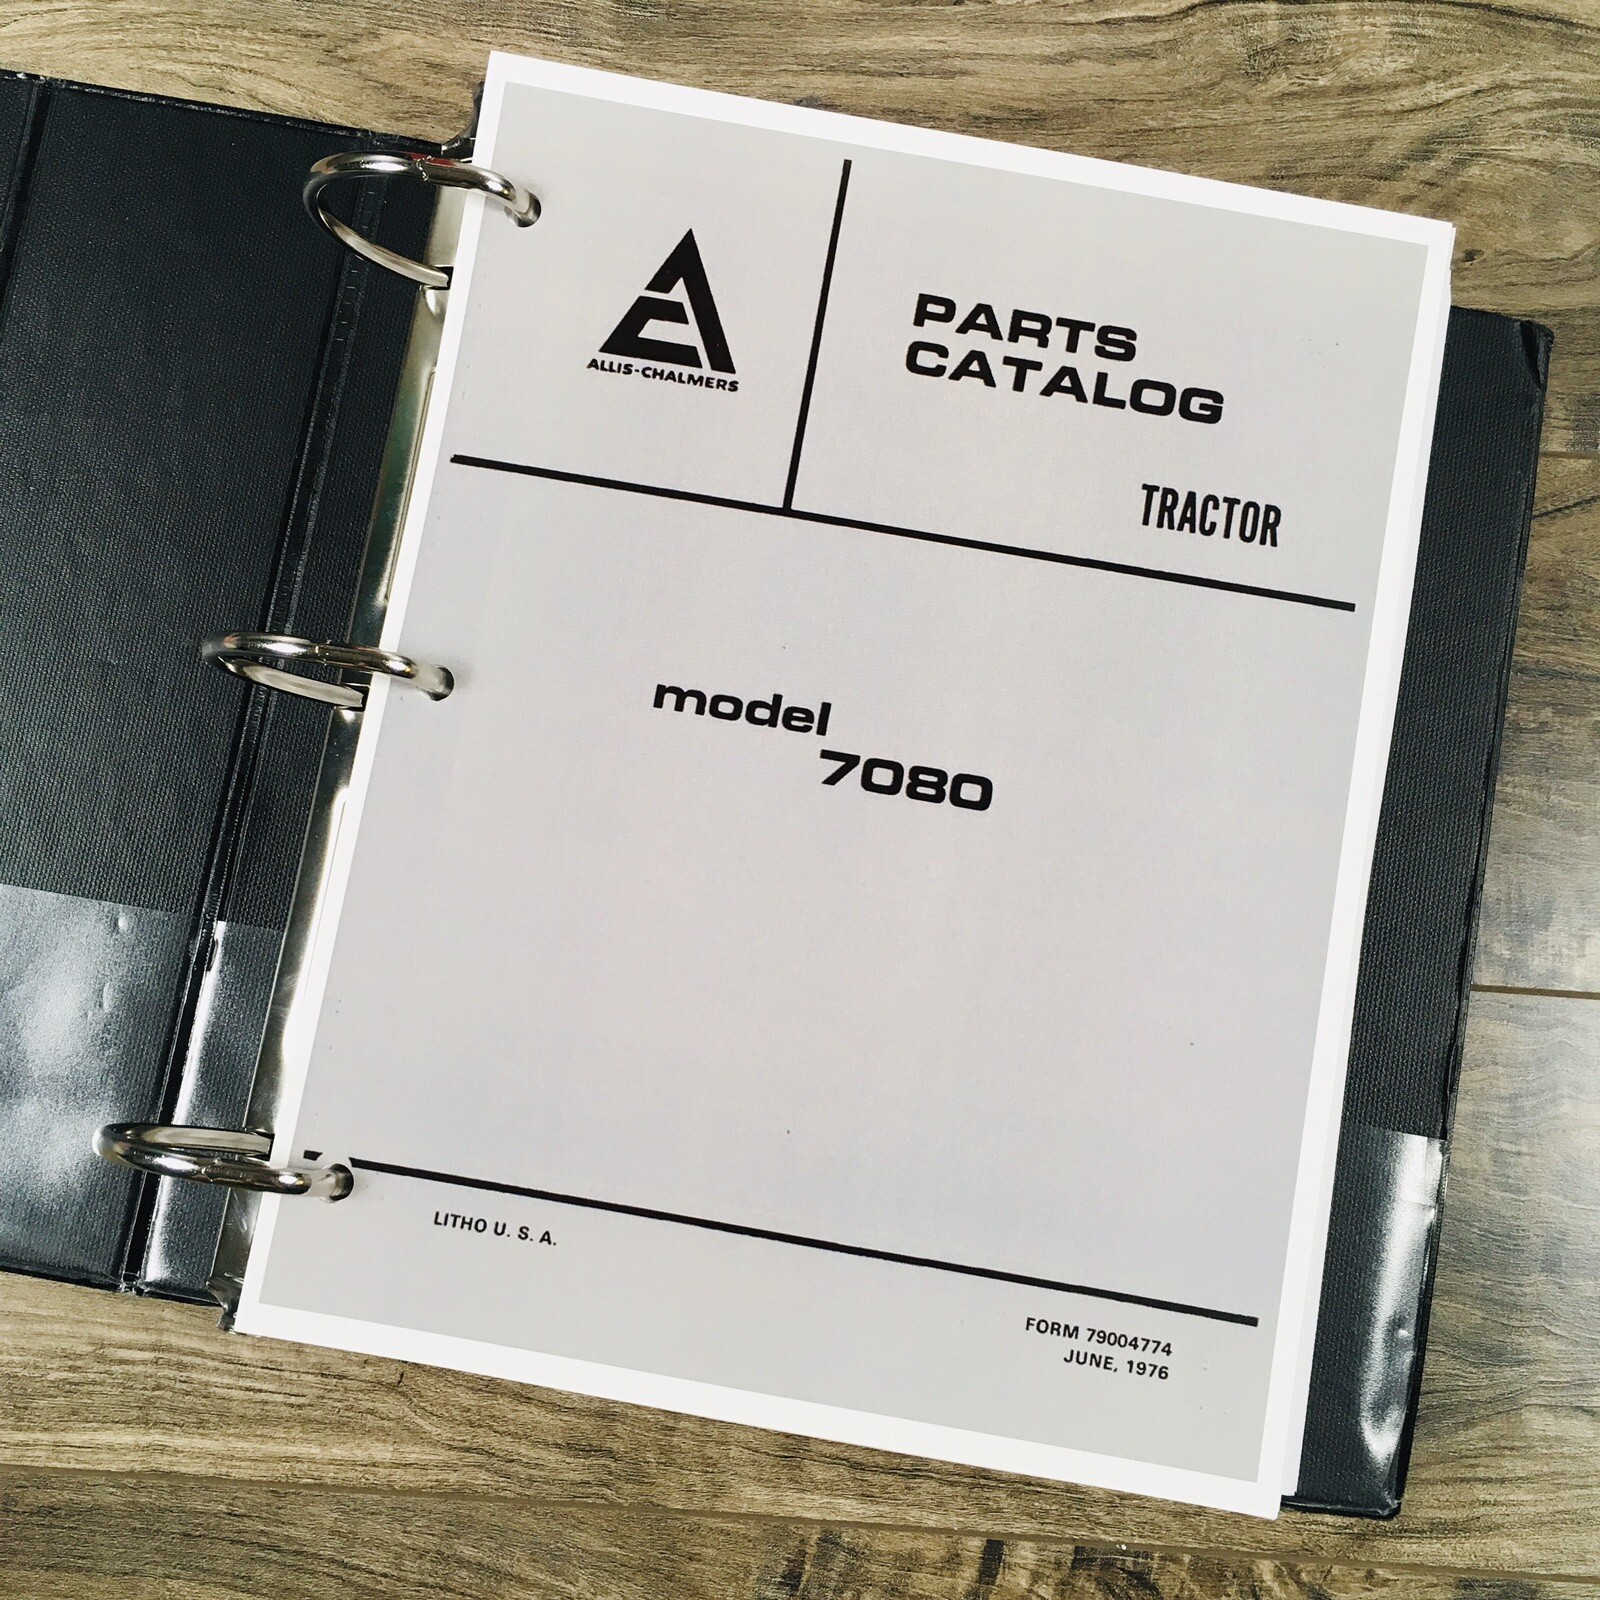 ALLIS-CHALMERS
PARTS
CATALOG
TRACTOR
model
7080
LITHO U. S. A.
FORM 79004774
JUNE, 1976